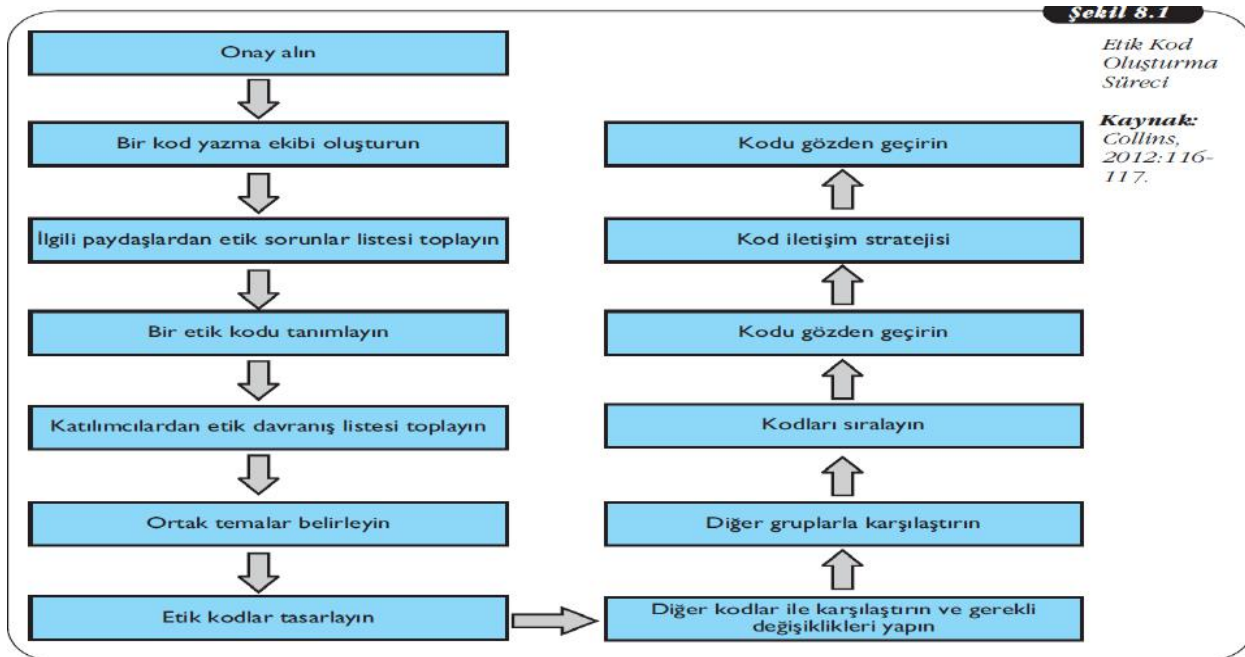 Şekil 8.1
Etik Kod
Oluşturma
Süreci
Kaynak:
Collins,
2012:116-
117.
Onay alın
Bir kod yazma ekibi oluşturun
İlgili paydaşlardan etik sorunlar listesi toplayın
Bir etik kodu tanımlayın
Katılımcılardan etik davranış listesi toplayın
Ortak temalar belirleyin
Etik kodlar tasarlayın
Diğer kodlar ile karşılaştırın ve gerekli
değişiklikleri yapın
Diğer gruplarla karşılaştırın
Kodları sıralayın
Kodu gözden geçirin
Kod iletişim stratejisi
Kodu gözden geçirin